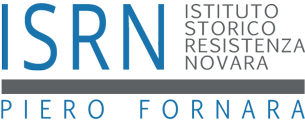 ISRN
ISTITUTO
STORICO
RESISTENZA
NOVARA
PIERO FORNARA